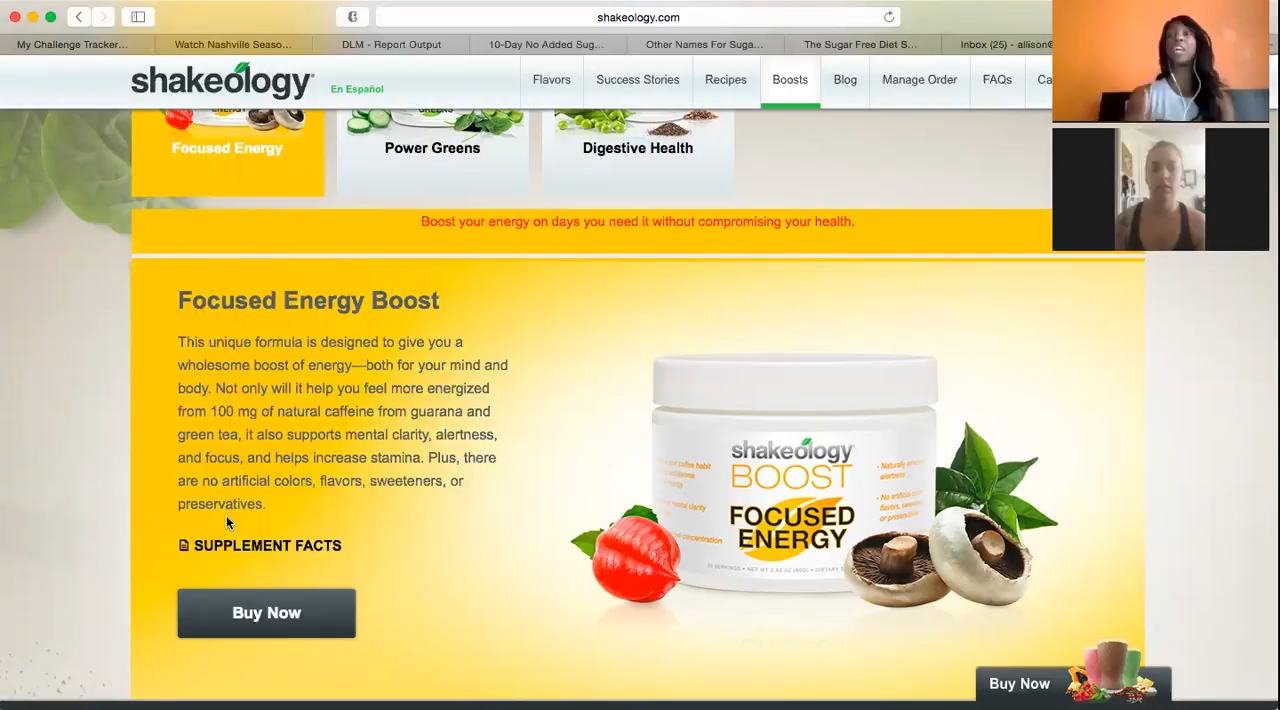 shakeology.com
My Challenge Tracker...
Watch Nashville Seaso...
DLM - Report Output
10-Day No Added Sug...
Other Names For Suga...
The Sugar Free Diet S...
Inbox (25) - allison@
shakeology
En Español
Flavors
Success Stories
Recipes
Boosts
Blog
Manage Order
FAQs
Ca
Focused Energy
Power Greens
Digestive Health
Boost your energy on days you need it without compromising your health.
Focused Energy Boost
This unique formula is designed to give you a
wholesome boost of energy—both for your mind and
body. Not only will it help you feel more energized
from 100 mg of natural caffeine from guarana and
green tea, it also supports mental clarity, alertness,
and focus, and helps increase stamina. Plus, there
are no artificial colors, flavors, sweeteners, or
preservatives.
SUPPLEMENT FACTS
Buy Now
shakeology
BOOST
FOCUSED
ENERGY
Buy Now